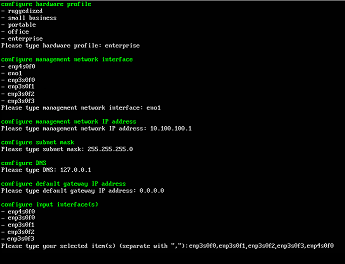 configure hardware profile
- ruggedized
- small business
- portable
- office
- enterprise
Please type hardware profile: enterprise
configure management network interface
- enp4s0f0
- eno1
- enp3s0f0
- enp3s0f1
- enp3s0f2
- enp3s0f3
Please type management network interface: eno1
configure management network IP address
Please type management network IP address: 10.100.100.1
configure subnet mask
Please type subnet mask: 255.255.255.0
configure DNS
Please type DNS: 127.0.0.1
configure default gateway IP address
Please type default gateway IP address: 0.0.0.0
configure input interface(s)
- enp4s0f0
- enp3s0f0
- enp3s0f1
- enp3s0f2
- enp3s0f3
Please type your selected item(s) (separate with ","):enp3s0f0,enp3s0f1,enp3s0f2,enp3s0f3,enp4s0f0